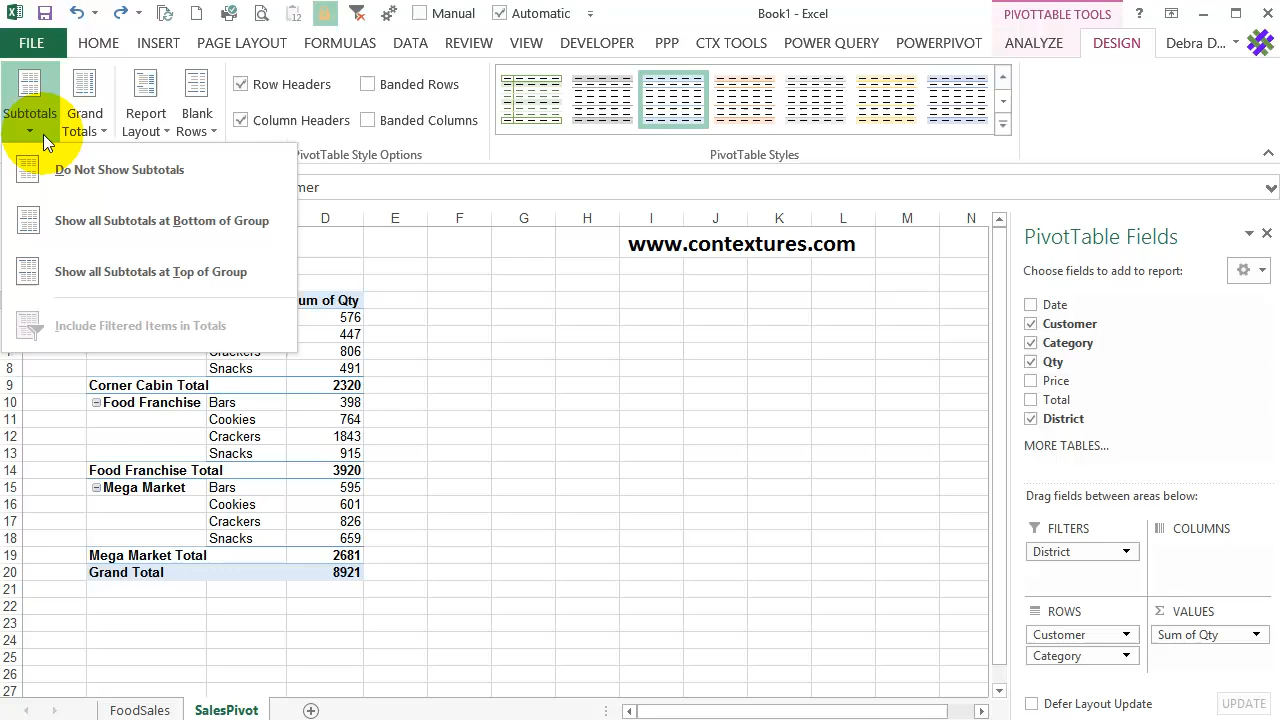 Manual
Automatic
Book1 - Excel
PIVOTTABLE TOOLS
?
FILE
HOME
INSERT
PAGE LAYOUT
FORMULAS
DATA
REVIEW
VIEW
DEVELOPER
PPP
CTX TOOLS
POWER QUERY
POWERPIVOT
ANALYZE
DESIGN
Debra D...
Subtotals
Grand Totals
Report Layout
Blank Rows
Row Headers
Banded Rows
Column Headers
Banded Columns
PivotTable Style Options
PivotTable Styles
Do Not Show Subtotals
Show all Subtotals at Bottom of Group
Show all Subtotals at Top of Group
Include Filtered Items in Totals
mer
D E F G H I J K L M N
www.contextures.com
um of Qty
576
447
Crackers 806
8 Snacks 491
9 Corner Cabin Total 2320
10 Food Franchise Bars 398
11 Cookies 764
12 Crackers 1843
13 Snacks 915
14 Food Franchise Total 3920
15 Mega Market Bars 595
16 Cookies 601
17 Crackers 826
18 Snacks 659
19 Mega Market Total 2681
20 Grand Total 8921
21
22
23
24
25
26
27
PivotTable Fields
Choose fields to add to report:
Date
Customer
Category
Qty
Price
Total
District
MORE TABLES...
Drag fields between areas below:
FILTERS
COLUMNS
District
ROWS
Σ VALUES
Customer
Sum of Qty
Category
Defer Layout Update
UPDATE
FoodSales
SalesPivot